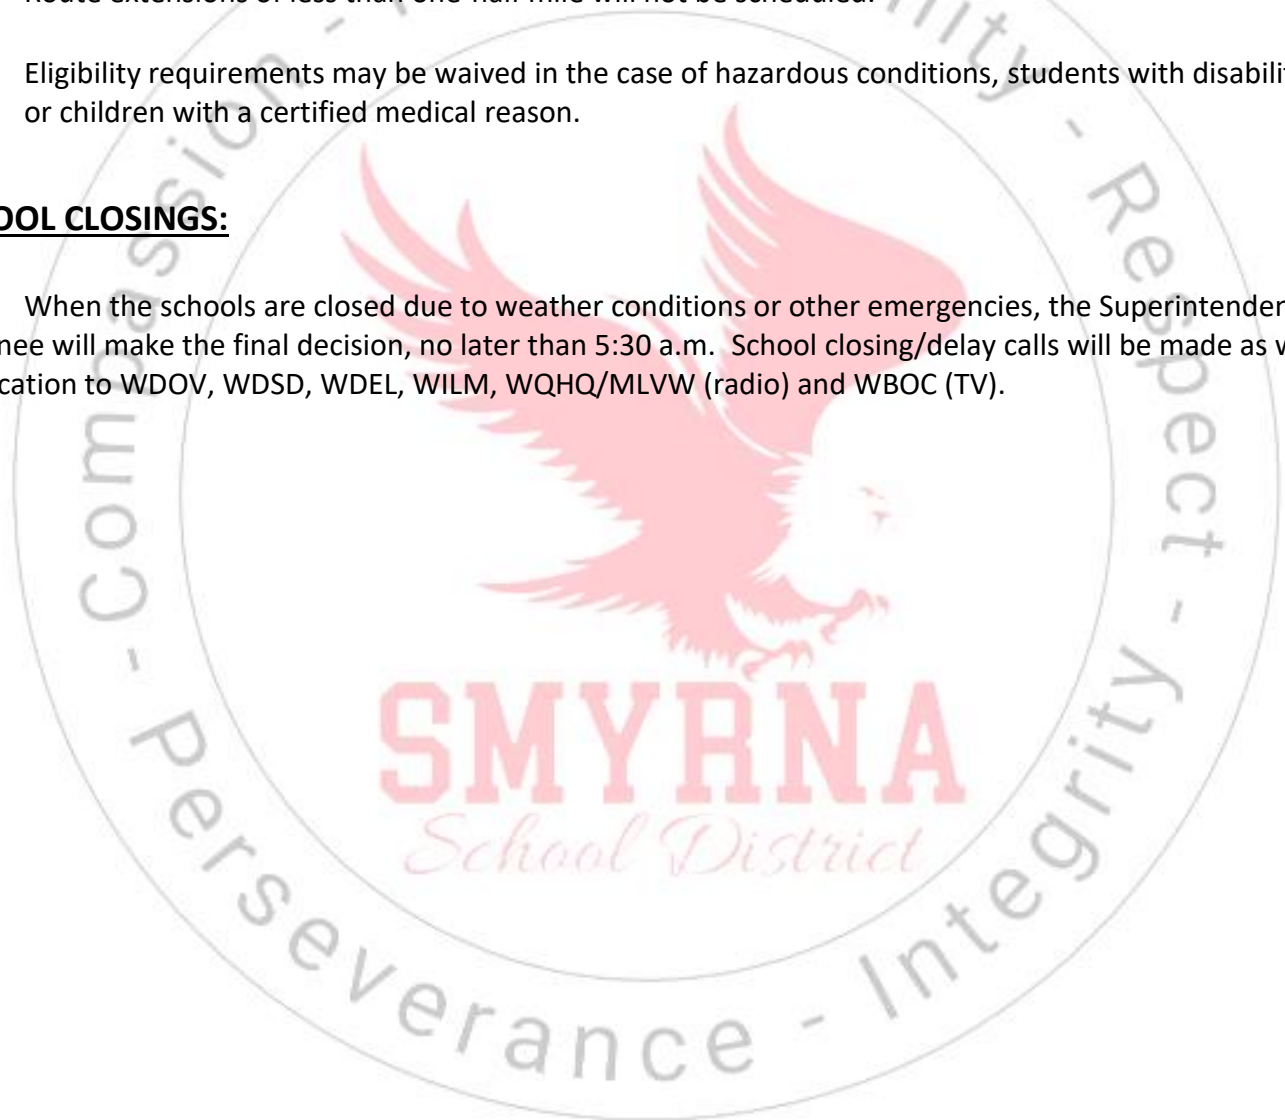 Route extensions of less than one-half mile will not be scheduled.
Eligibility requirements may be waived in the case of hazardous conditions, students with disabilit
or children with a certified medical reason.
OOL CLOSINGS:
When the schools are closed due to weather conditions or other emergencies, the Superintenden
nee will make the final decision, no later than 5:30 a.m. School closing/delay calls will be made as w
ication to WDOV, WDSD, WDEL, WILM, WQHQ/MLVW (radio) and WBOC (TV).
SMYRNA
School District
Compassion - 
ility - Respect - Integrity - Perseverance -